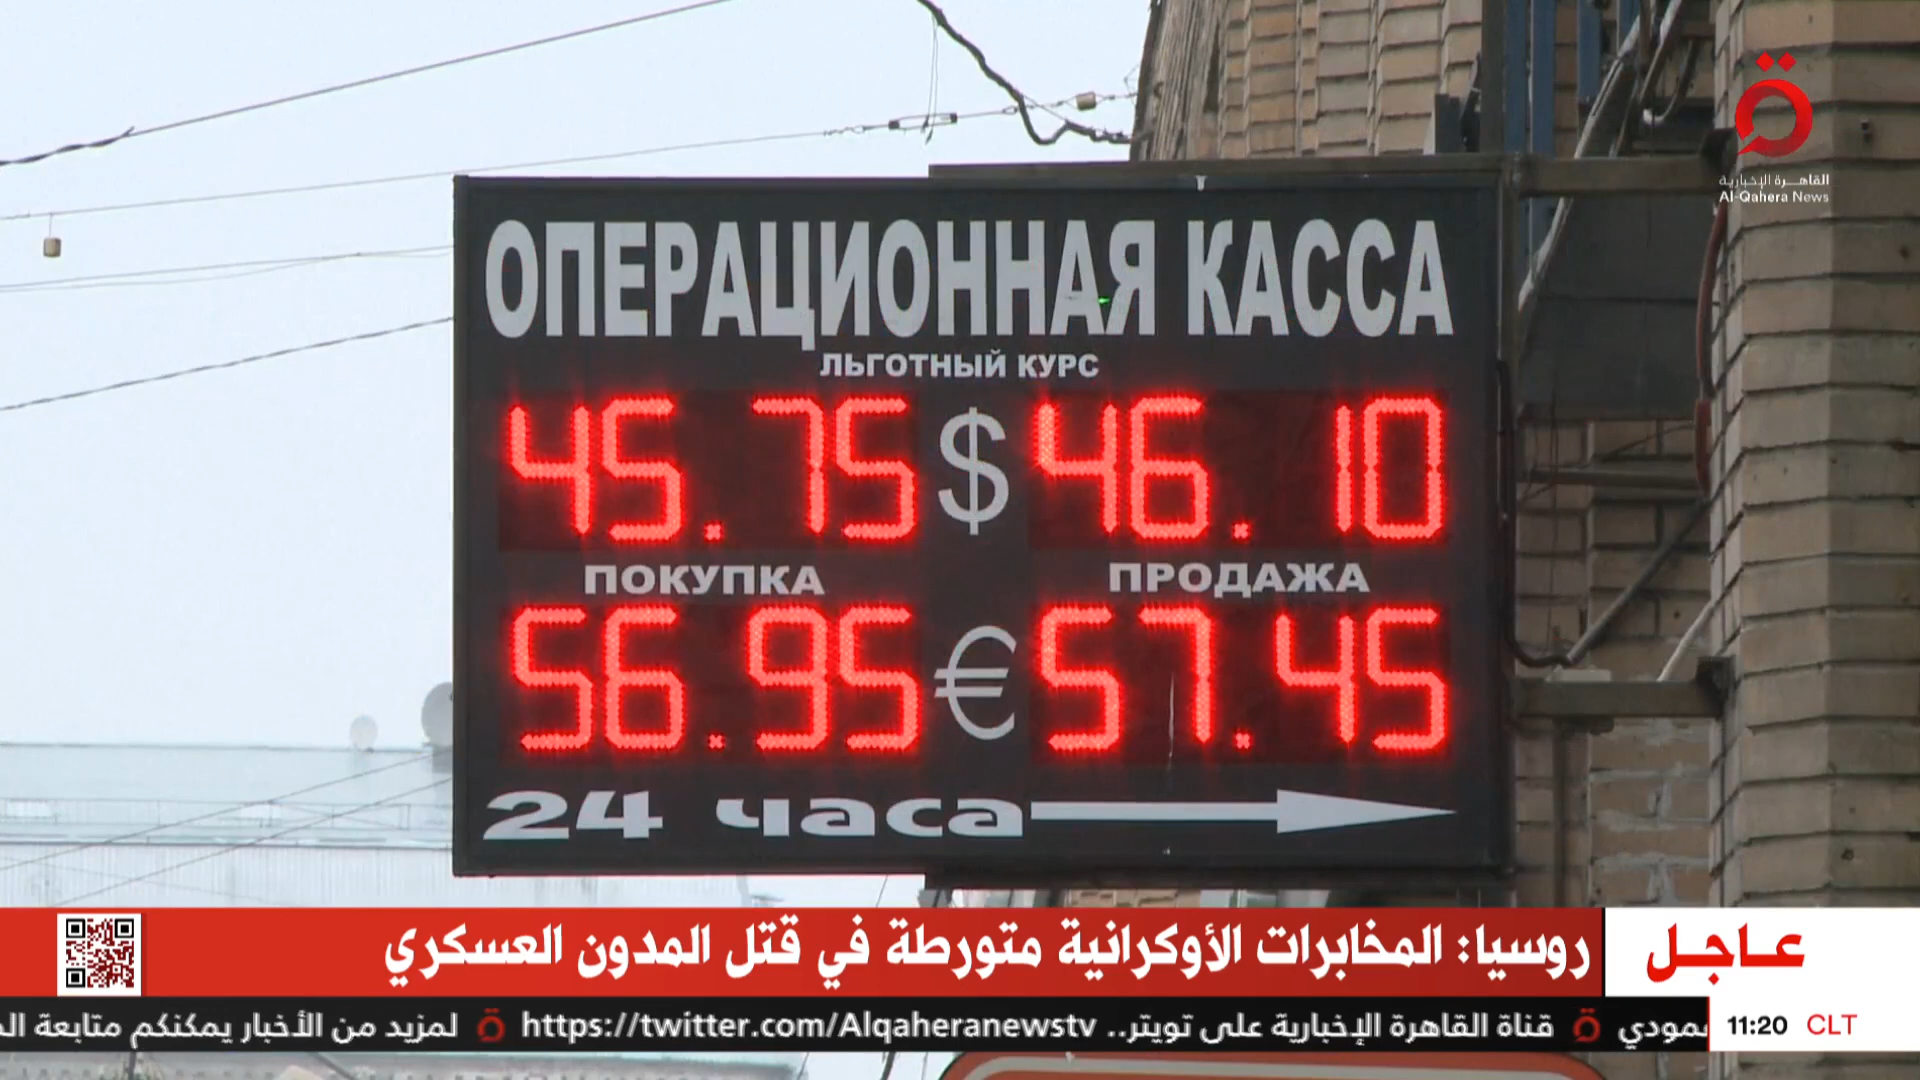 القاهرة الإخبارية
Al-Qahera News
ОПЕРАЦИОННАЯ КАССА
ЛЬГОТНЫЙ КУРС
45.75 $ 46.10
ПОКУПКА ПРОДАЖА
56.95 € 57.45
24 часа
عاجل
روسيا: المخابرات الأوكرانية متورطة في قتل المدون العسكري
قناة القاهرة الإخبارية على تويتر.. https://twitter.com/Alqaheranewstv لمزيد من الأخبار يمكنكم متابعة
11:20 CLT